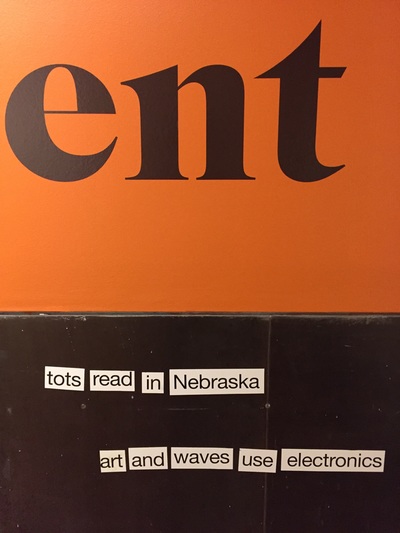 ent
tots read in Nebraska
art and waves use electronics